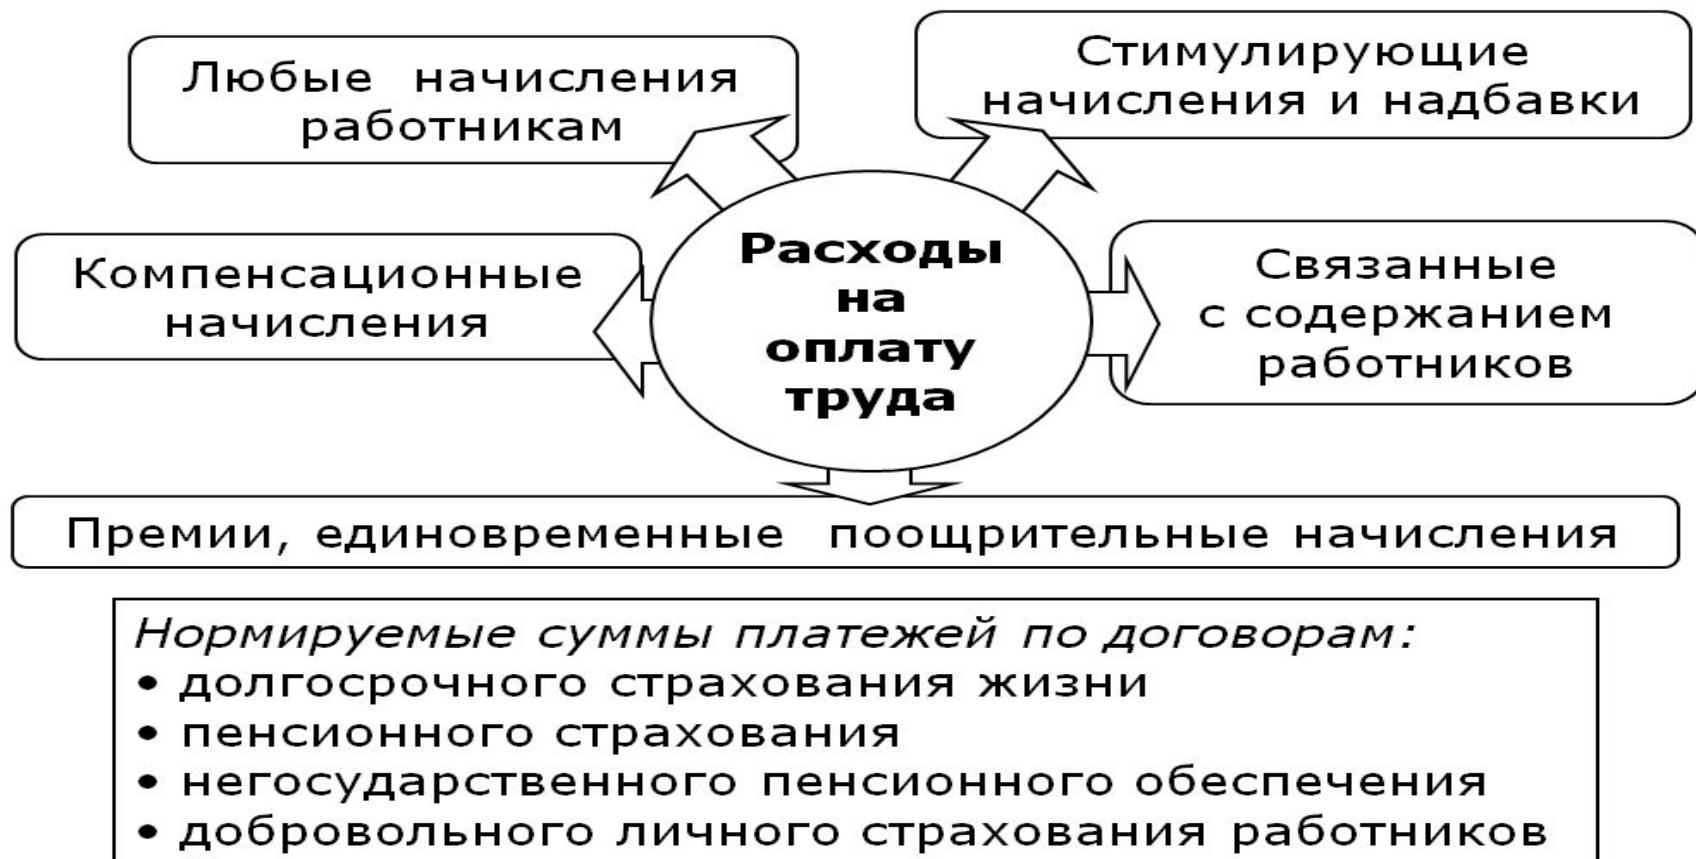 Любые начисления
работникам
Стимулирующие
начисления и надбавки
Компенсационные
начисления
Расходы
на
оплату
труда
Связанные
с содержанием
работников
Премии, единовременные поощрительные начисления
Нормируемые суммы платежей по договорам:
• долгосрочного страхования жизни
• пенсионного страхования
• негосударственного пенсионного обеспечения
• добровольного личного страхования работников